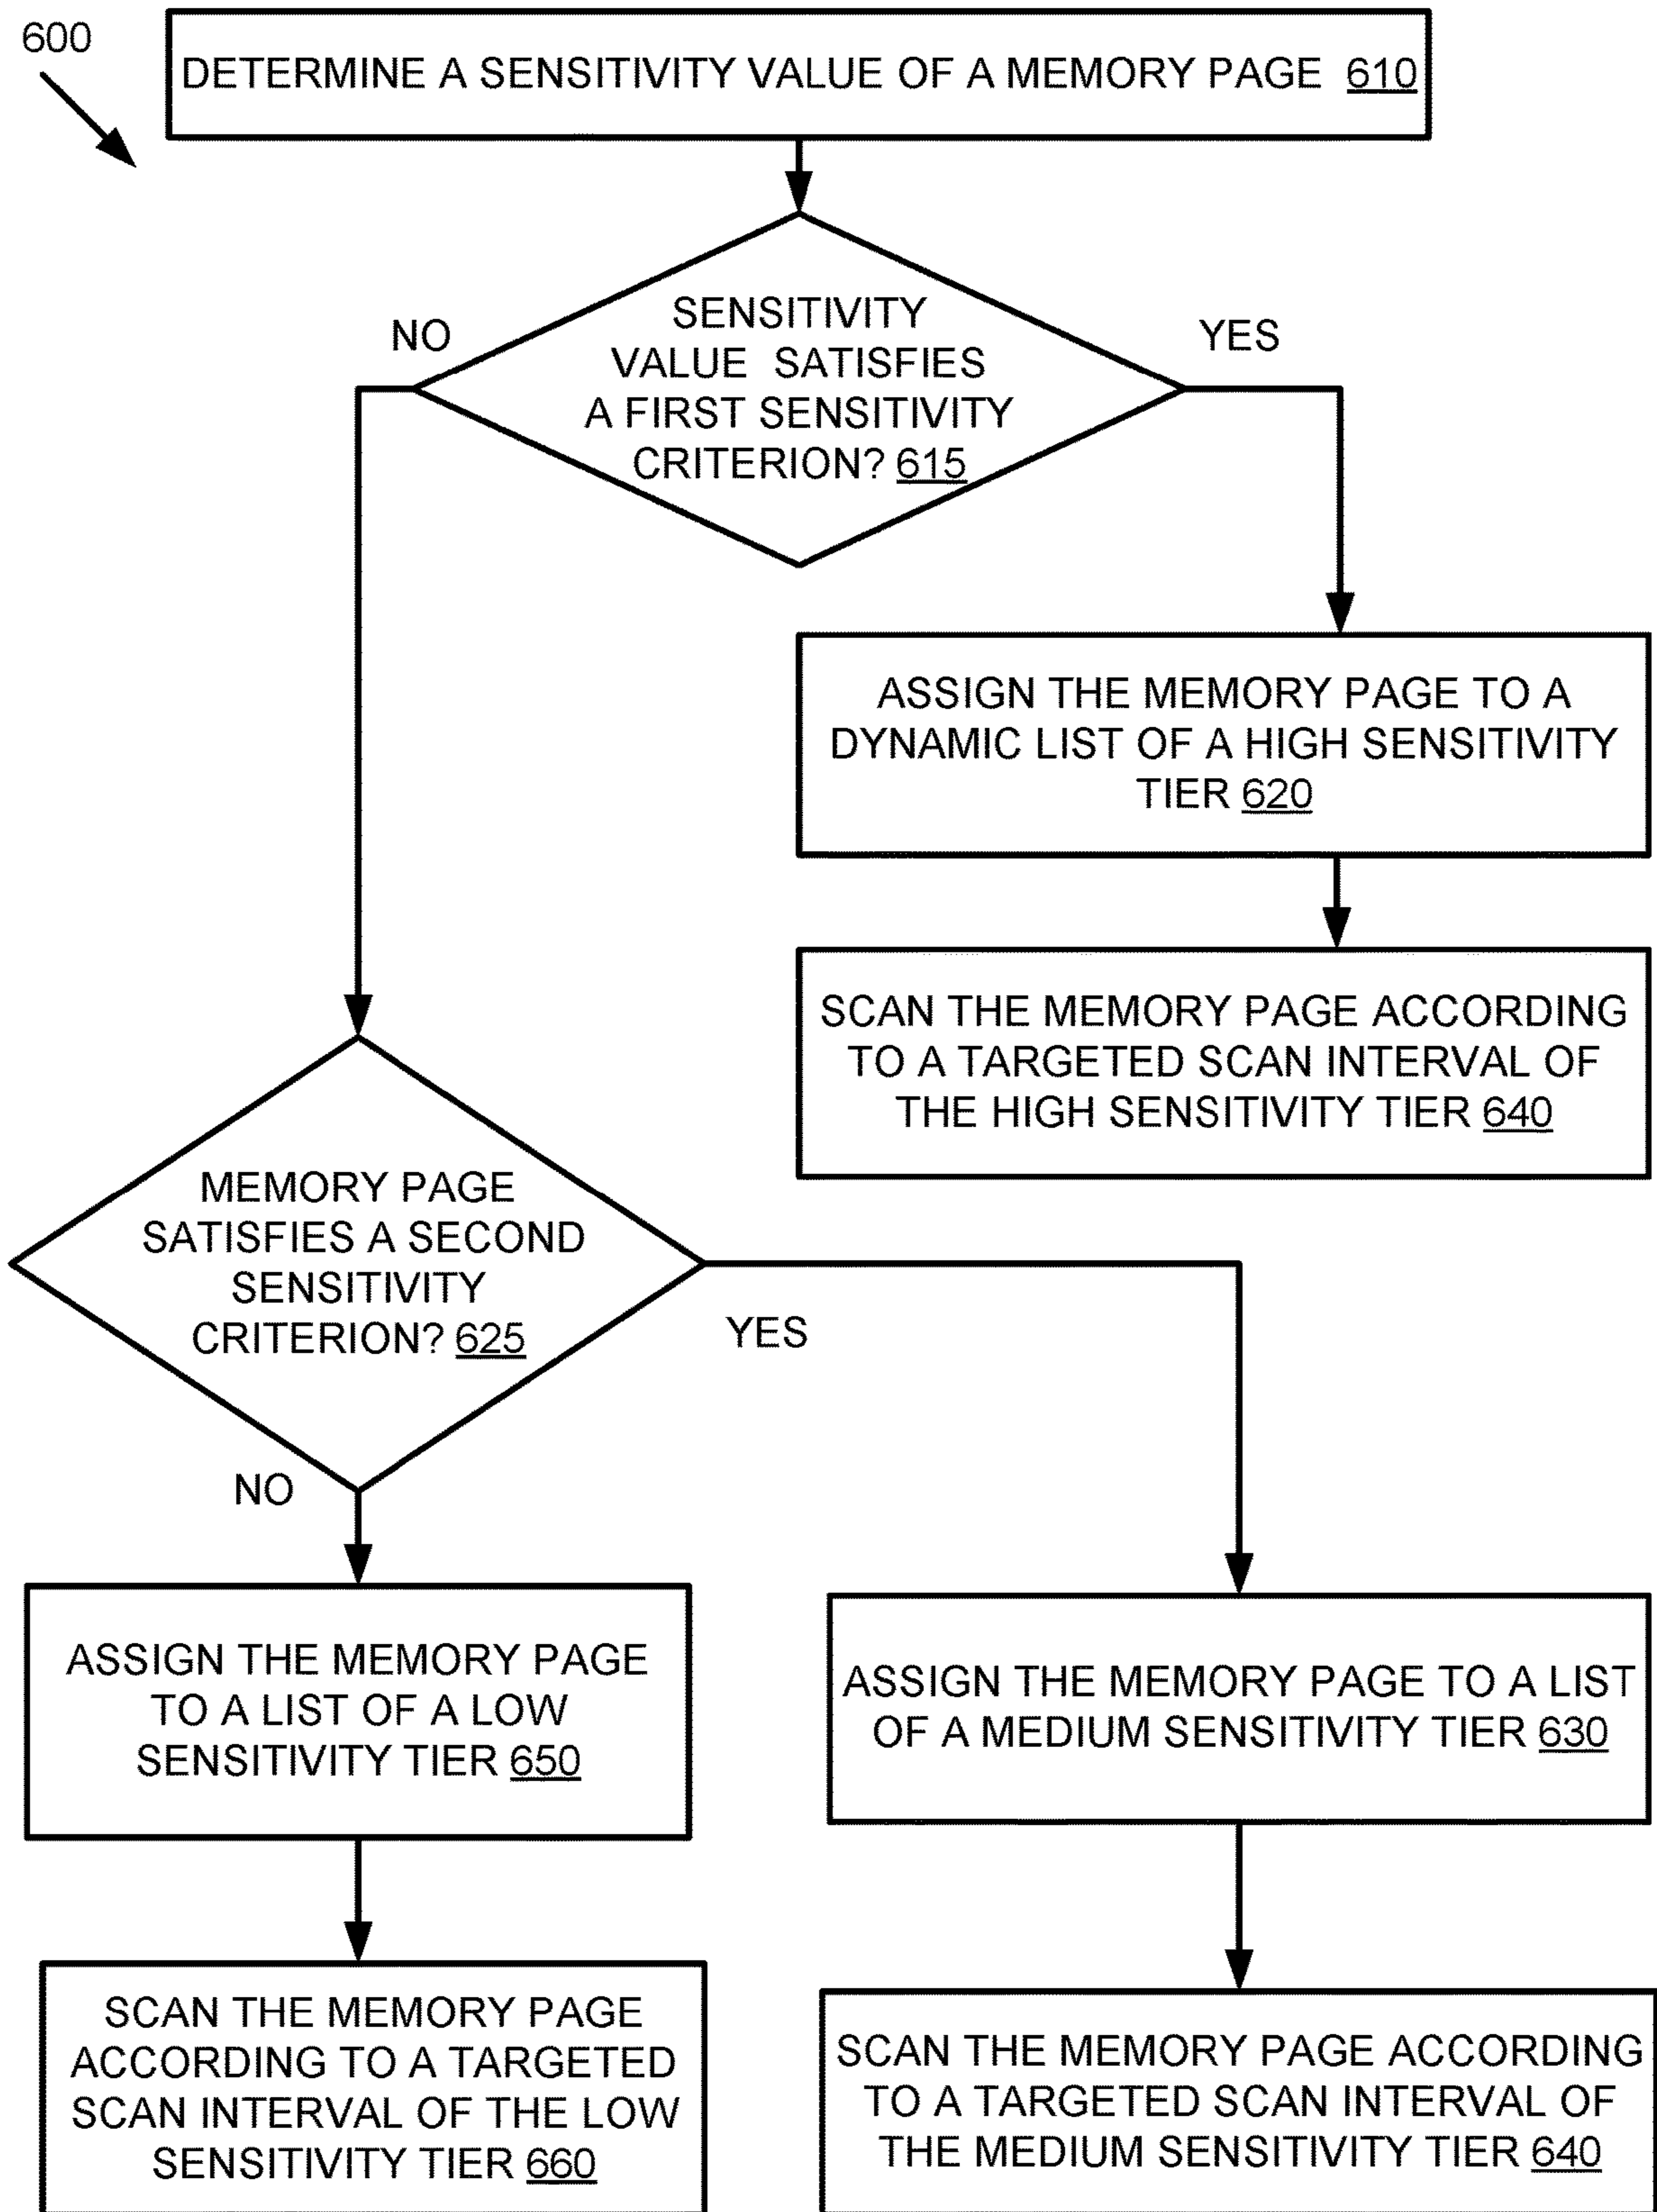 600
DETERMINE A SENSITIVITY VALUE OF A MEMORY PAGE 610
SENSITIVITY
VALUE SATISFIES
A FIRST SENSITIVITY
CRITERION? 615
NO
YES
ASSIGN THE MEMORY PAGE TO A
DYNAMIC LIST OF A HIGH SENSITIVITY
TIER 620
SCAN THE MEMORY PAGE ACCORDING
TO A TARGETED SCAN INTERVAL OF
THE HIGH SENSITIVITY TIER 640
MEMORY PAGE
SATISFIES A SECOND
SENSITIVITY
CRITERION? 625
YES
NO
ASSIGN THE MEMORY PAGE
TO A LIST OF A LOW
SENSITIVITY TIER 650
ASSIGN THE MEMORY PAGE TO A LIST
OF A MEDIUM SENSITIVITY TIER 630
SCAN THE MEMORY PAGE
ACCORDING TO A TARGETED
SCAN INTERVAL OF THE LOW
SENSITIVITY TIER 660
SCAN THE MEMORY PAGE ACCORDING
TO A TARGETED SCAN INTERVAL OF
THE MEDIUM SENSITIVITY TIER 640